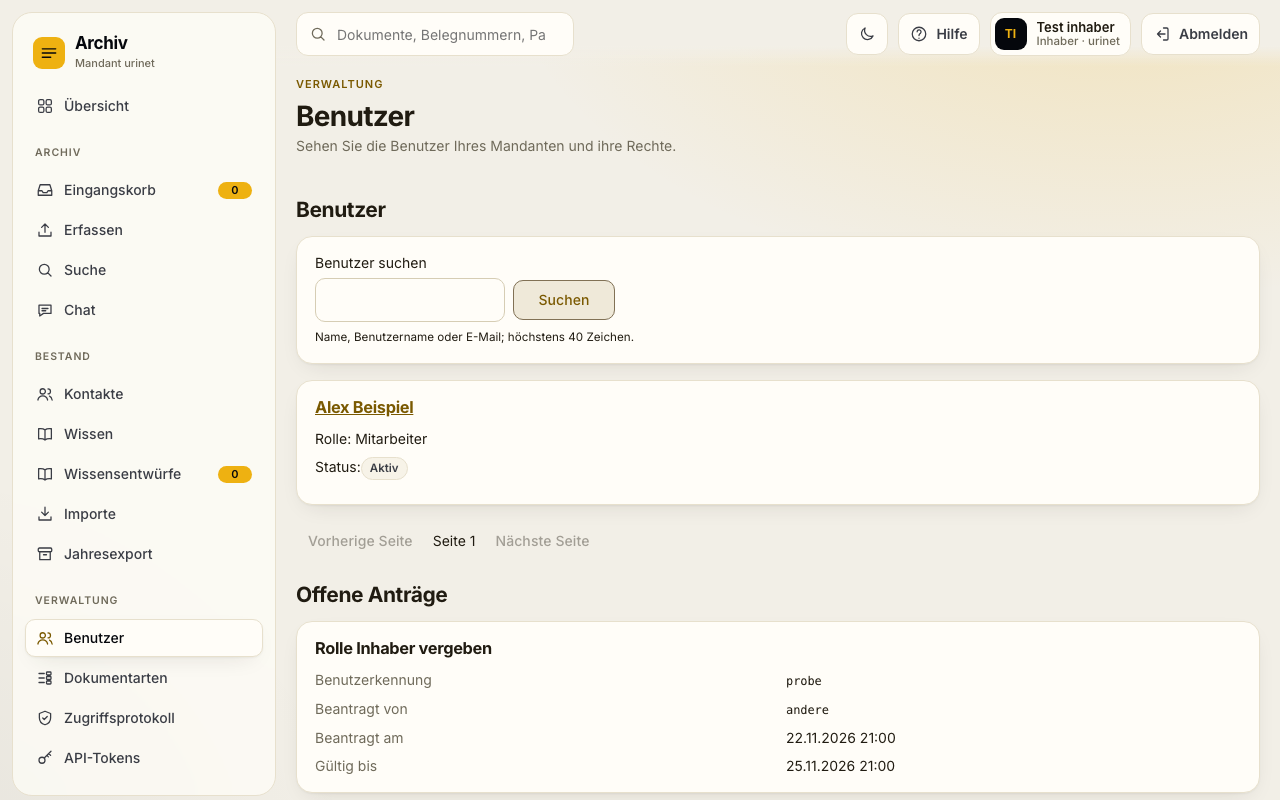 Archiv
Mandant urinet
Übersicht
ARCHIV
Eingangskorb 0
Erfassen
Suche
Chat
BESTAND
Kontakte
Wissen
Wissensentwürfe 0
Importe
Jahresexport
VERWALTUNG
Benutzer
Dokumentarten
Zugriffsprotokoll
API-Tokens
Dokumente, Belegnummern, Pa
Hilfe
TI
Test inhaber
Inhaber · urinet
Abmelden
VERWALTUNG
Benutzer
Sehen Sie die Benutzer Ihres Mandanten und ihre Rechte.
Benutzer
Benutzer suchen
Suchen
Name, Benutzername oder E-Mail; höchstens 40 Zeichen.
Alex Beispiel
Rolle: Mitarbeiter
Status: Aktiv
Vorherige Seite Seite 1 Nächste Seite
Offene Anträge
Rolle Inhaber vergeben
Benutzerkennung probe
Beantragt von andere
Beantragt am 22.11.2026 21:00
Gültig bis 25.11.2026 21:00